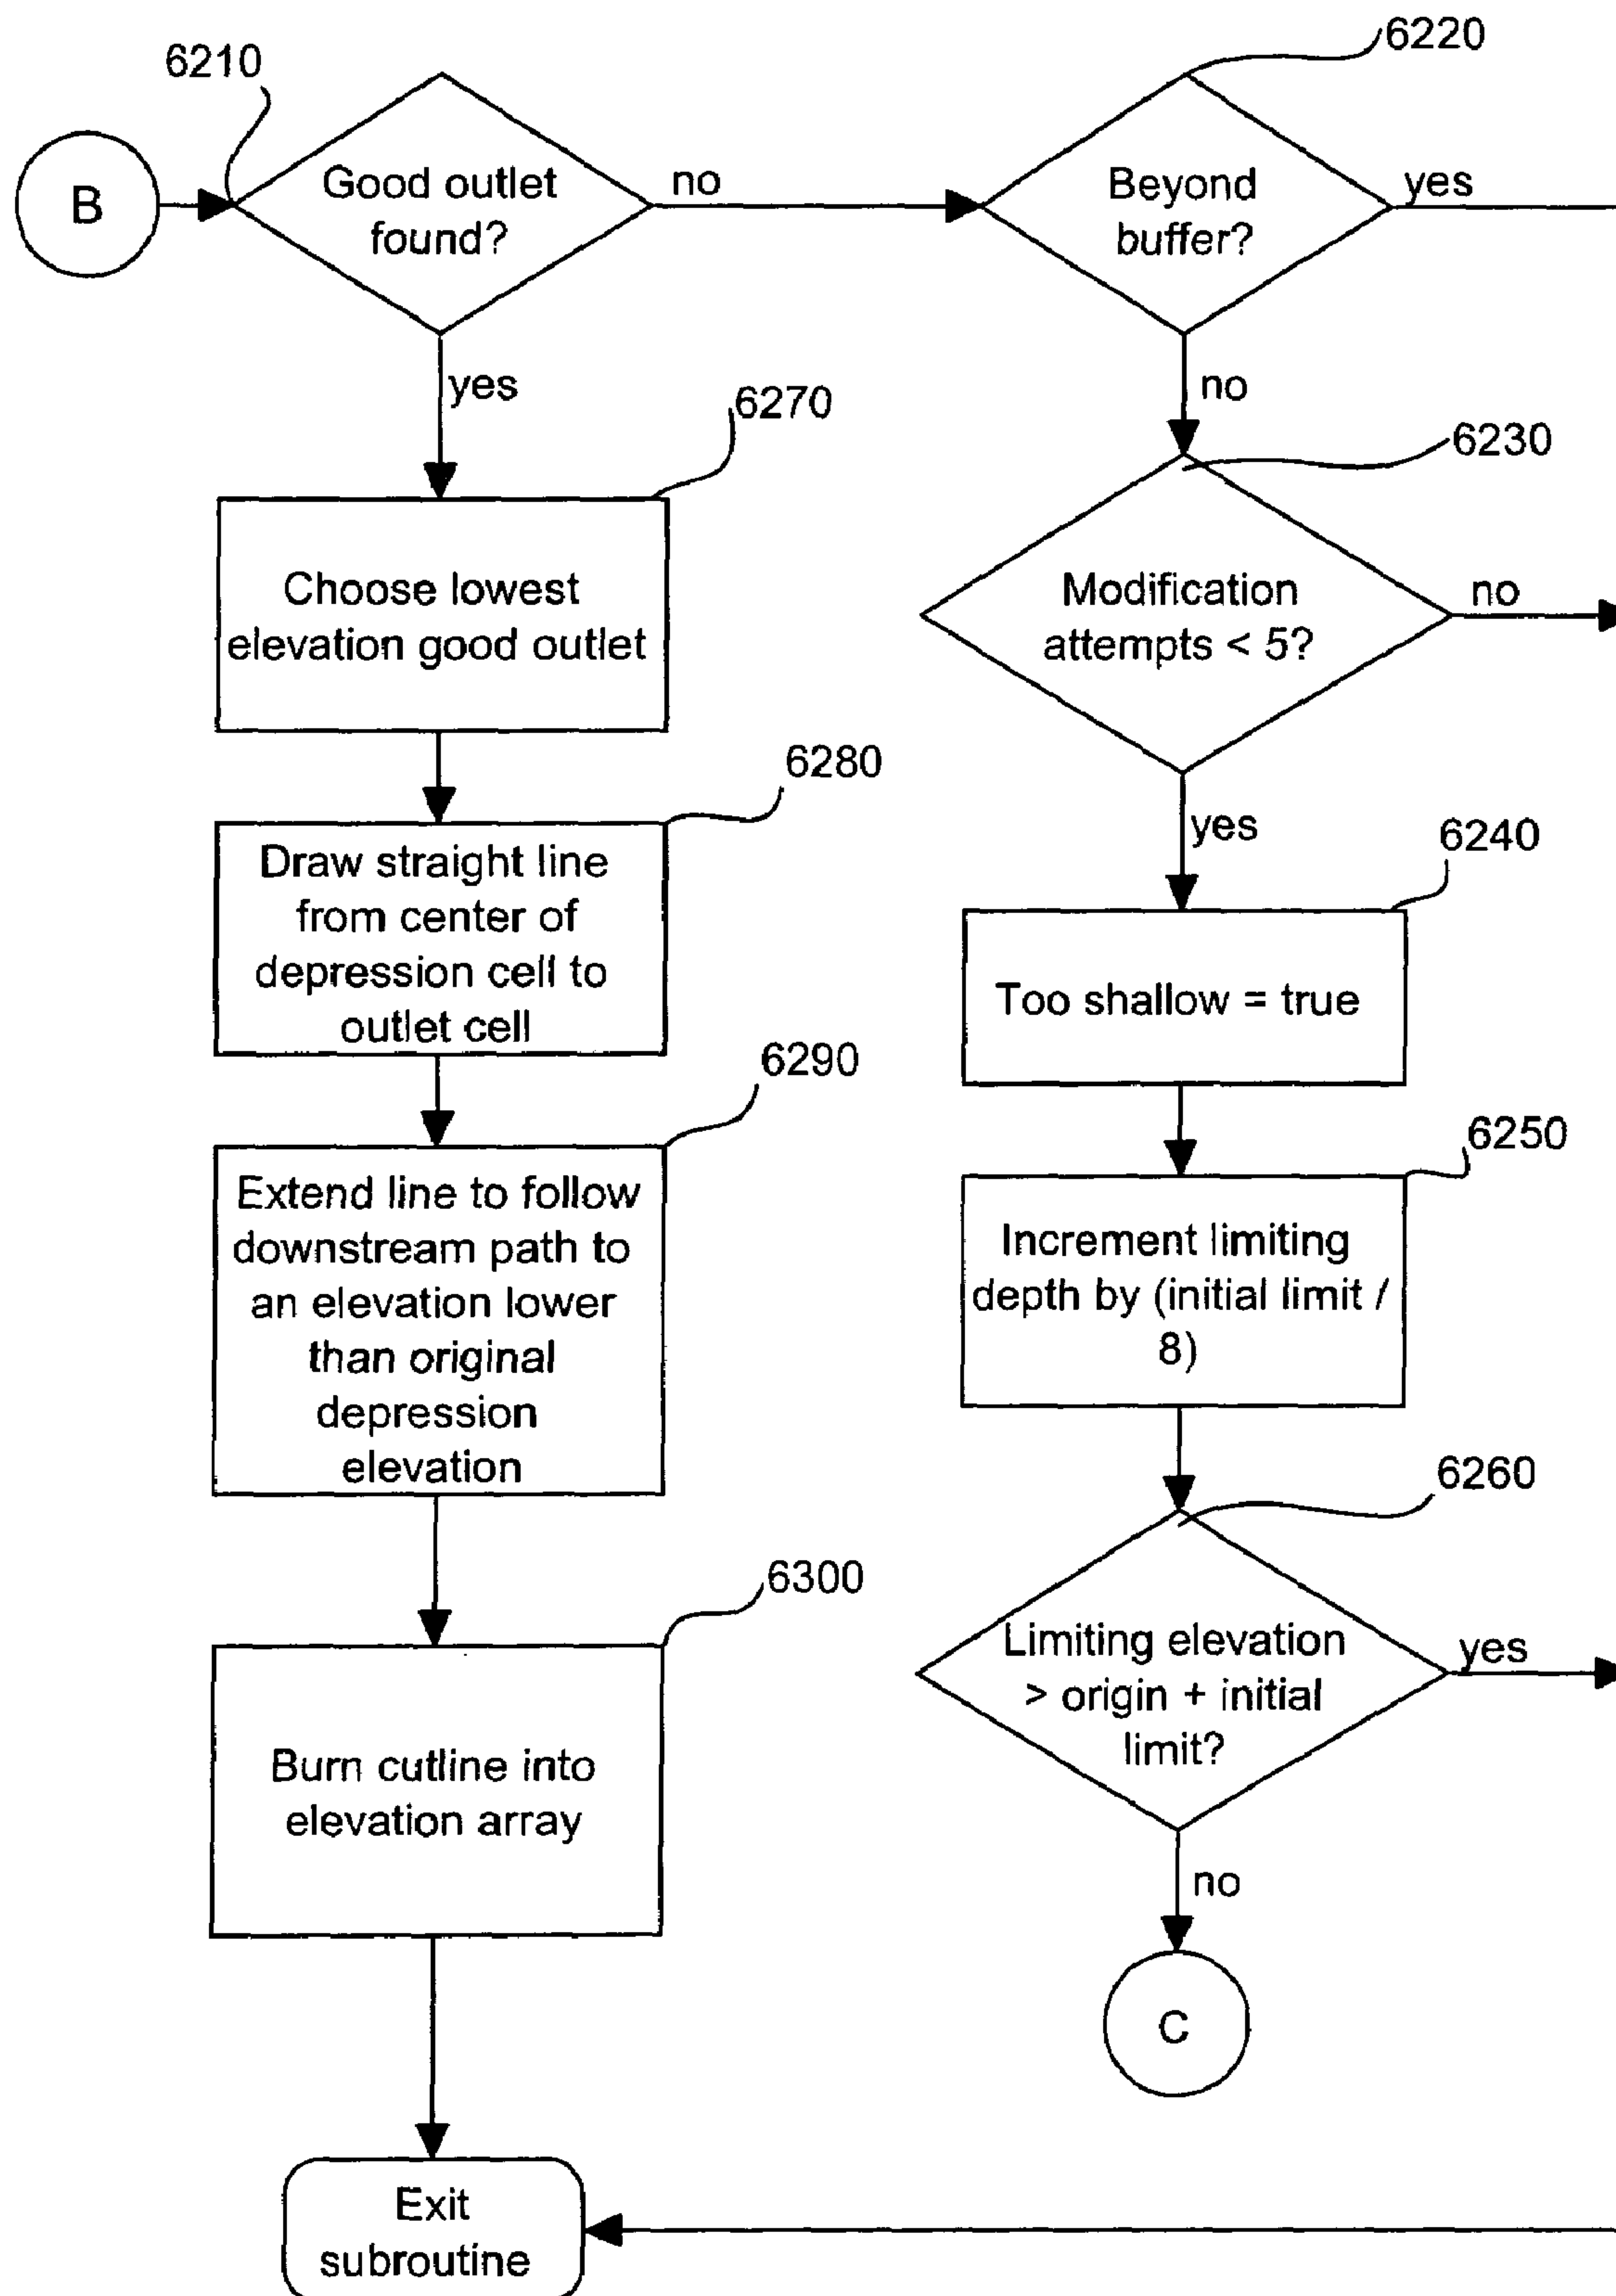 6210
6220
B
Good outlet
found?
no
Beyond
buffer?
yes
yes
no
6270
6230
Choose lowest
elevation good outlet
Modification
attempts < 5?
no
6280
yes
6240
Draw straight line
from center of
depression cell to
outlet cell
Too shallow = true
6290
6250
Extend line to follow
downstream path to
an elevation lower
than original
depression
elevation
Increment limiting
depth by (initial limit /
8)
6260
6300
Limiting elevation
> origin + initial
limit?
yes
Burn cutline into
elevation array
no
C
Exit
subroutine